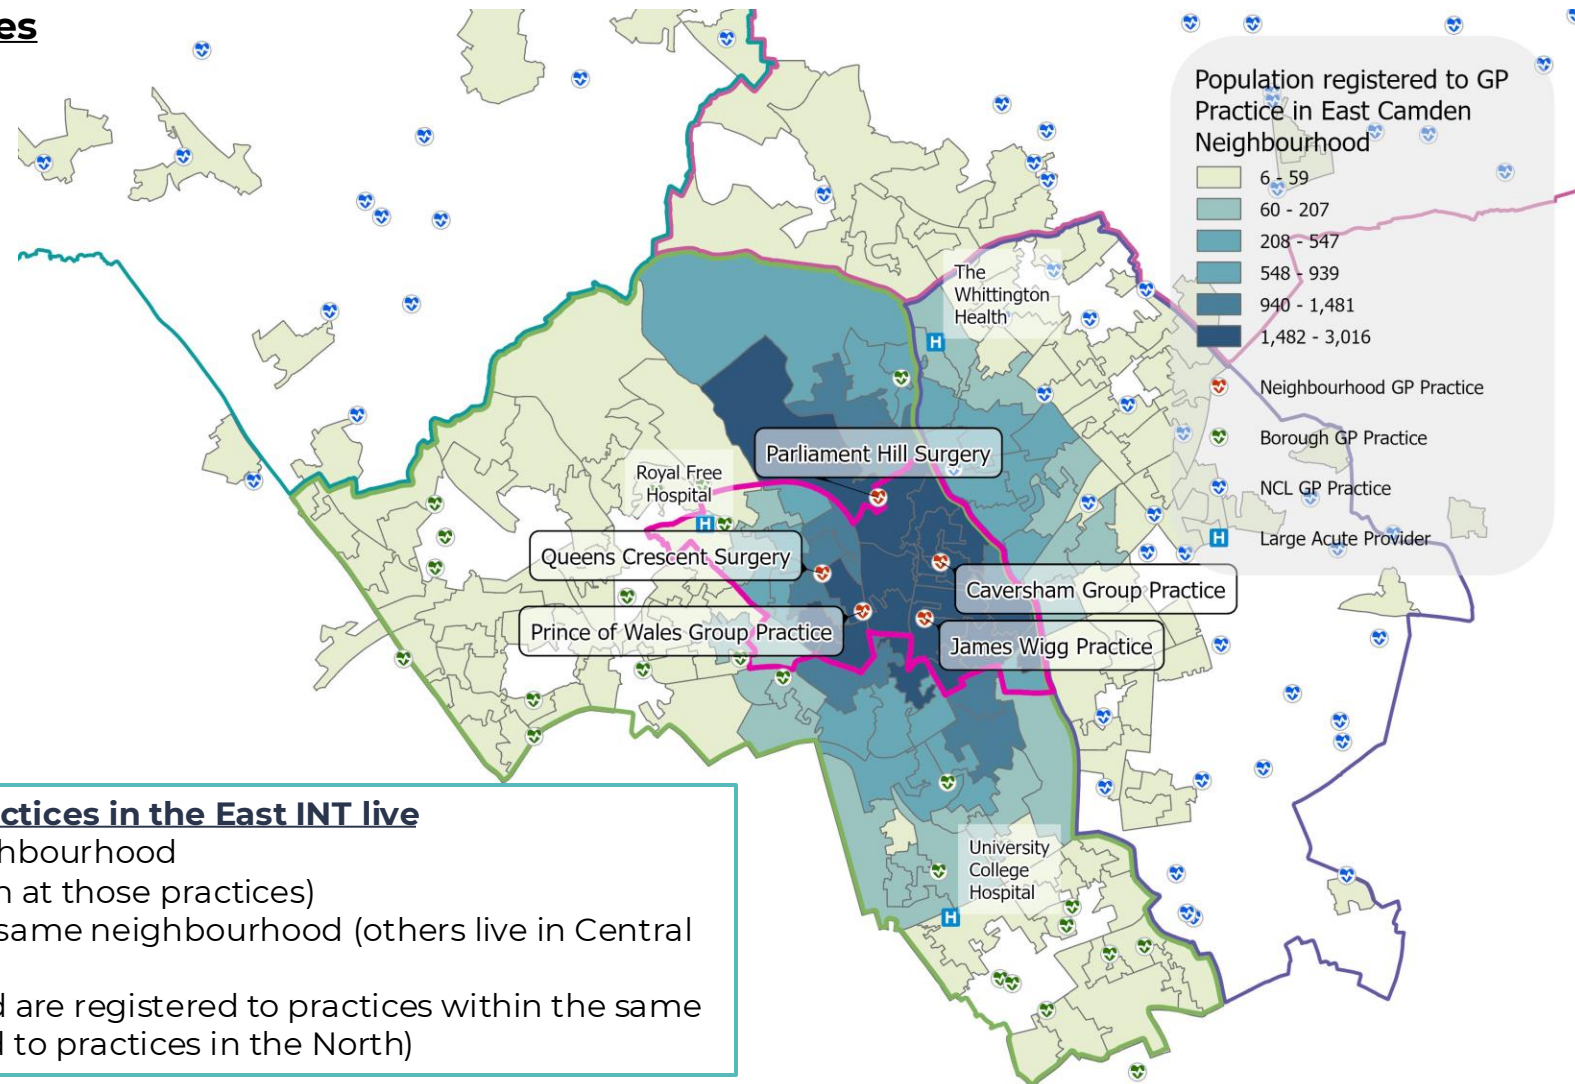 es
Population registered to GP
Practice in East Camden
Neighbourhood
6 - 59
60 - 207
208 - 547
548 - 939
940 - 1,481
1,482 - 3,016
Neighbourhood GP Practice
Borough GP Practice
NCL GP Practice
H Large Acute Provider
The
Whittington
Health
H
Parliament Hill Surgery
Royal Free
Hospital
H
Queens Crescent Surgery
Caversham Group Practice
Prince of Wales Group Practice
James Wigg Practice
University
College
Hospital
H
ctices in the East INT live
hbourhood
n at those practices)
same neighbourhood (others live in Central
d are registered to practices within the same
d to practices in the North)